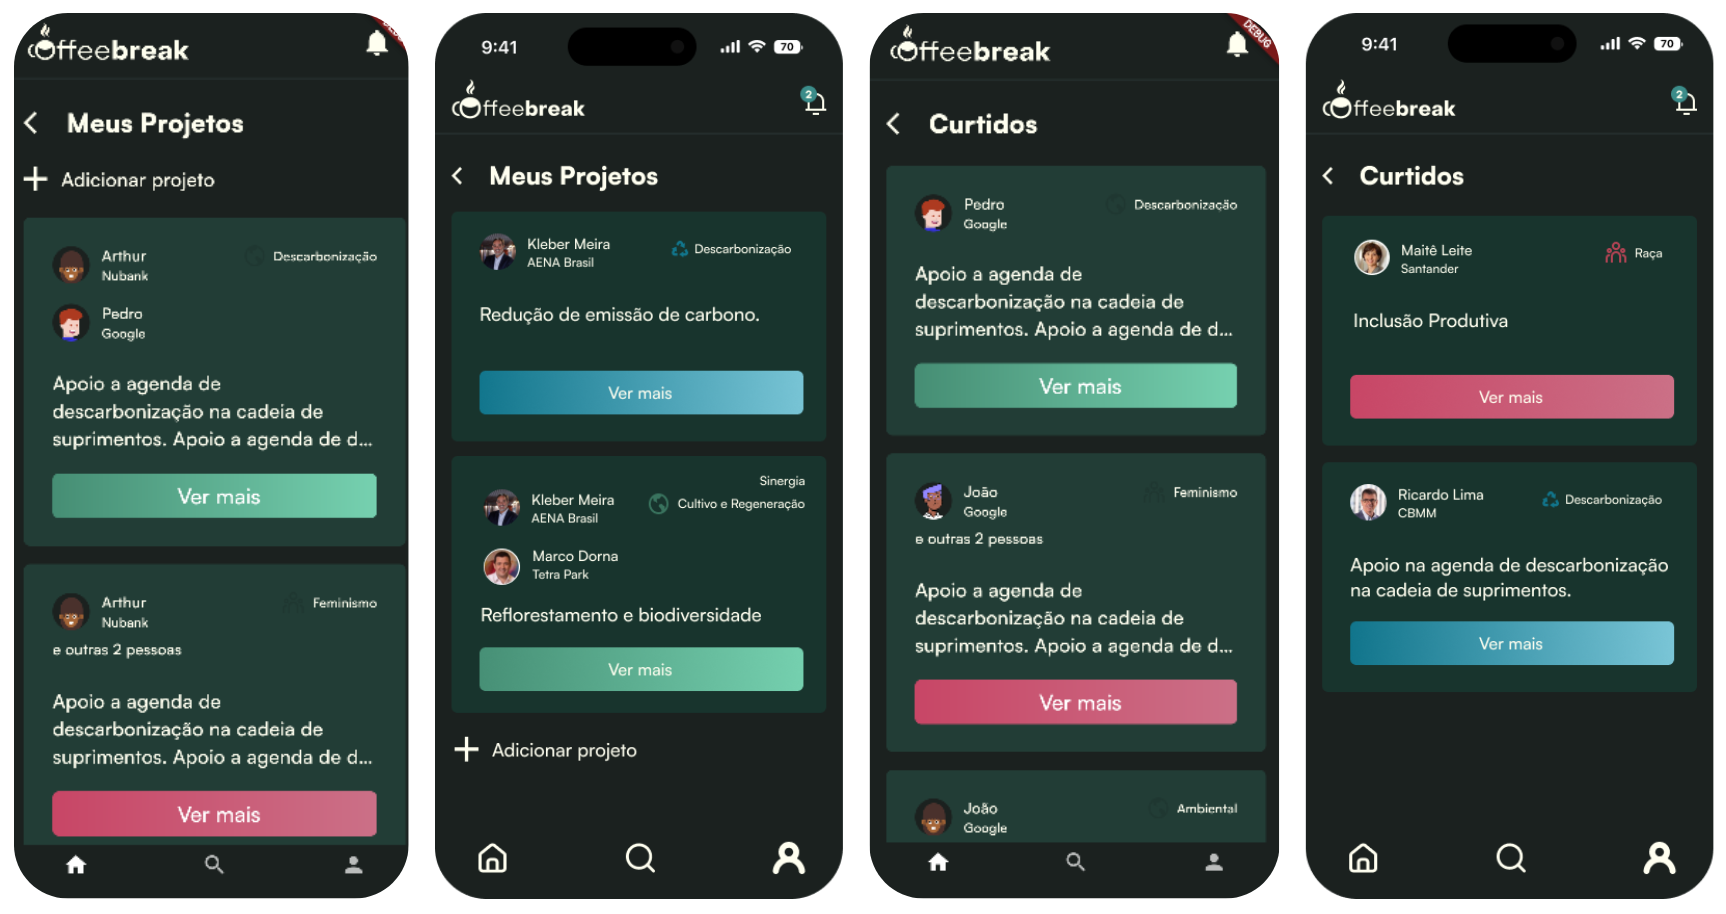 coffeebreak
DEBUG
Meus Projetos
Adicionar projeto
Arthur
Nubank
Descarbonização
Pedro
Google
Apoio a agenda de
descarbonização na cadeia de
suprimentos. Apoio a agenda de d...
Ver mais
Arthur
Nubank
Feminismo
e outras 2 pessoas
Apoio a agenda de
descarbonização na cadeia de
suprimentos. Apoio a agenda de d...
Ver mais
9:41
70
coffeebreak
2
Meus Projetos
Kleber Meira
AENA Brasil
Descarbonização
Redução de emissão de carbono.
Ver mais
Sinergia
Kleber Meira
AENA Brasil
Cultivo e Regeneração
Marco Dorna
Tetra Park
Reflorestamento e biodiversidade
Ver mais
Adicionar projeto
coffeebreak
DEBUG
Curtidos
Pedro
Google
Descarbonização
Apoio a agenda de
descarbonização na cadeia de
suprimentos. Apoio a agenda de d...
Ver mais
João
Google
Feminismo
e outras 2 pessoas
Apoio a agenda de
descarbonização na cadeia de
suprimentos. Apoio a agenda de d...
Ver mais
João
Google
Ambiental
9:41
70
coffeebreak
2
Curtidos
Maitê Leite
Santander
Raça
Inclusão Produtiva
Ver mais
Ricardo Lima
CBMM
Descarbonização
Apoio na agenda de descarbonização
na cadeia de suprimentos.
Ver mais